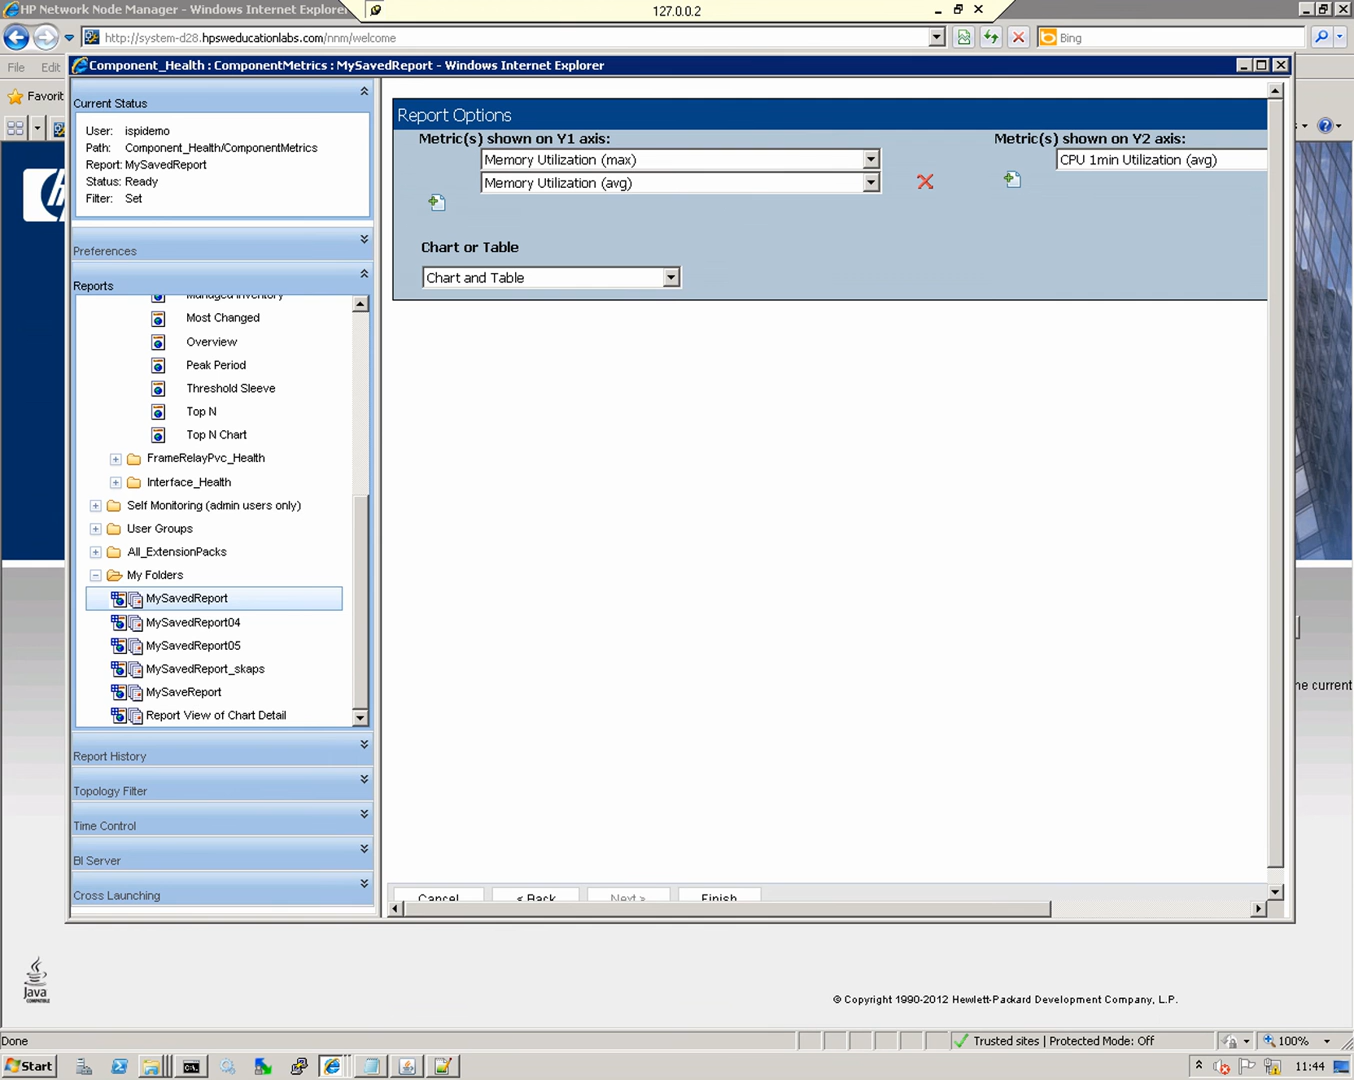 HP Network Node Manager - Windows Internet Explorer
127.0.0.2
http://system-d28.hpsweducationlabs.com/nnm/welcome
Bing
File Edit
Component_Health : ComponentMetrics : MySavedReport - Windows Internet Explorer
Favorit
Current Status
User: ispidemo
Path: Component_Health/ComponentMetrics
Report: MySavedReport
Status: Ready
Filter: Set
Preferences
Reports
Managed Inventory
Most Changed
Overview
Peak Period
Threshold Sleeve
Top N
Top N Chart
FrameRelayPvc_Health
Interface_Health
Self Monitoring (admin users only)
User Groups
All_ExtensionPacks
My Folders
MySavedReport
MySavedReport04
MySavedReport05
MySavedReport_skaps
MySaveReport
Report View of Chart Detail
Report History
Topology Filter
Time Control
BI Server
Cross Launching
Report Options
Metric(s) shown on Y1 axis:
Metric(s) shown on Y2 axis:
Memory Utilization (max)
CPU 1min Utilization (avg)
Memory Utilization (avg)
Chart or Table
Chart and Table
Cancel
< Back
Next >
Finish
he current
Java
COMPATIBLE
© Copyright 1990-2012 Hewlett-Packard Development Company, L.P.
Done
Trusted sites | Protected Mode: Off
100%
Start
11:44